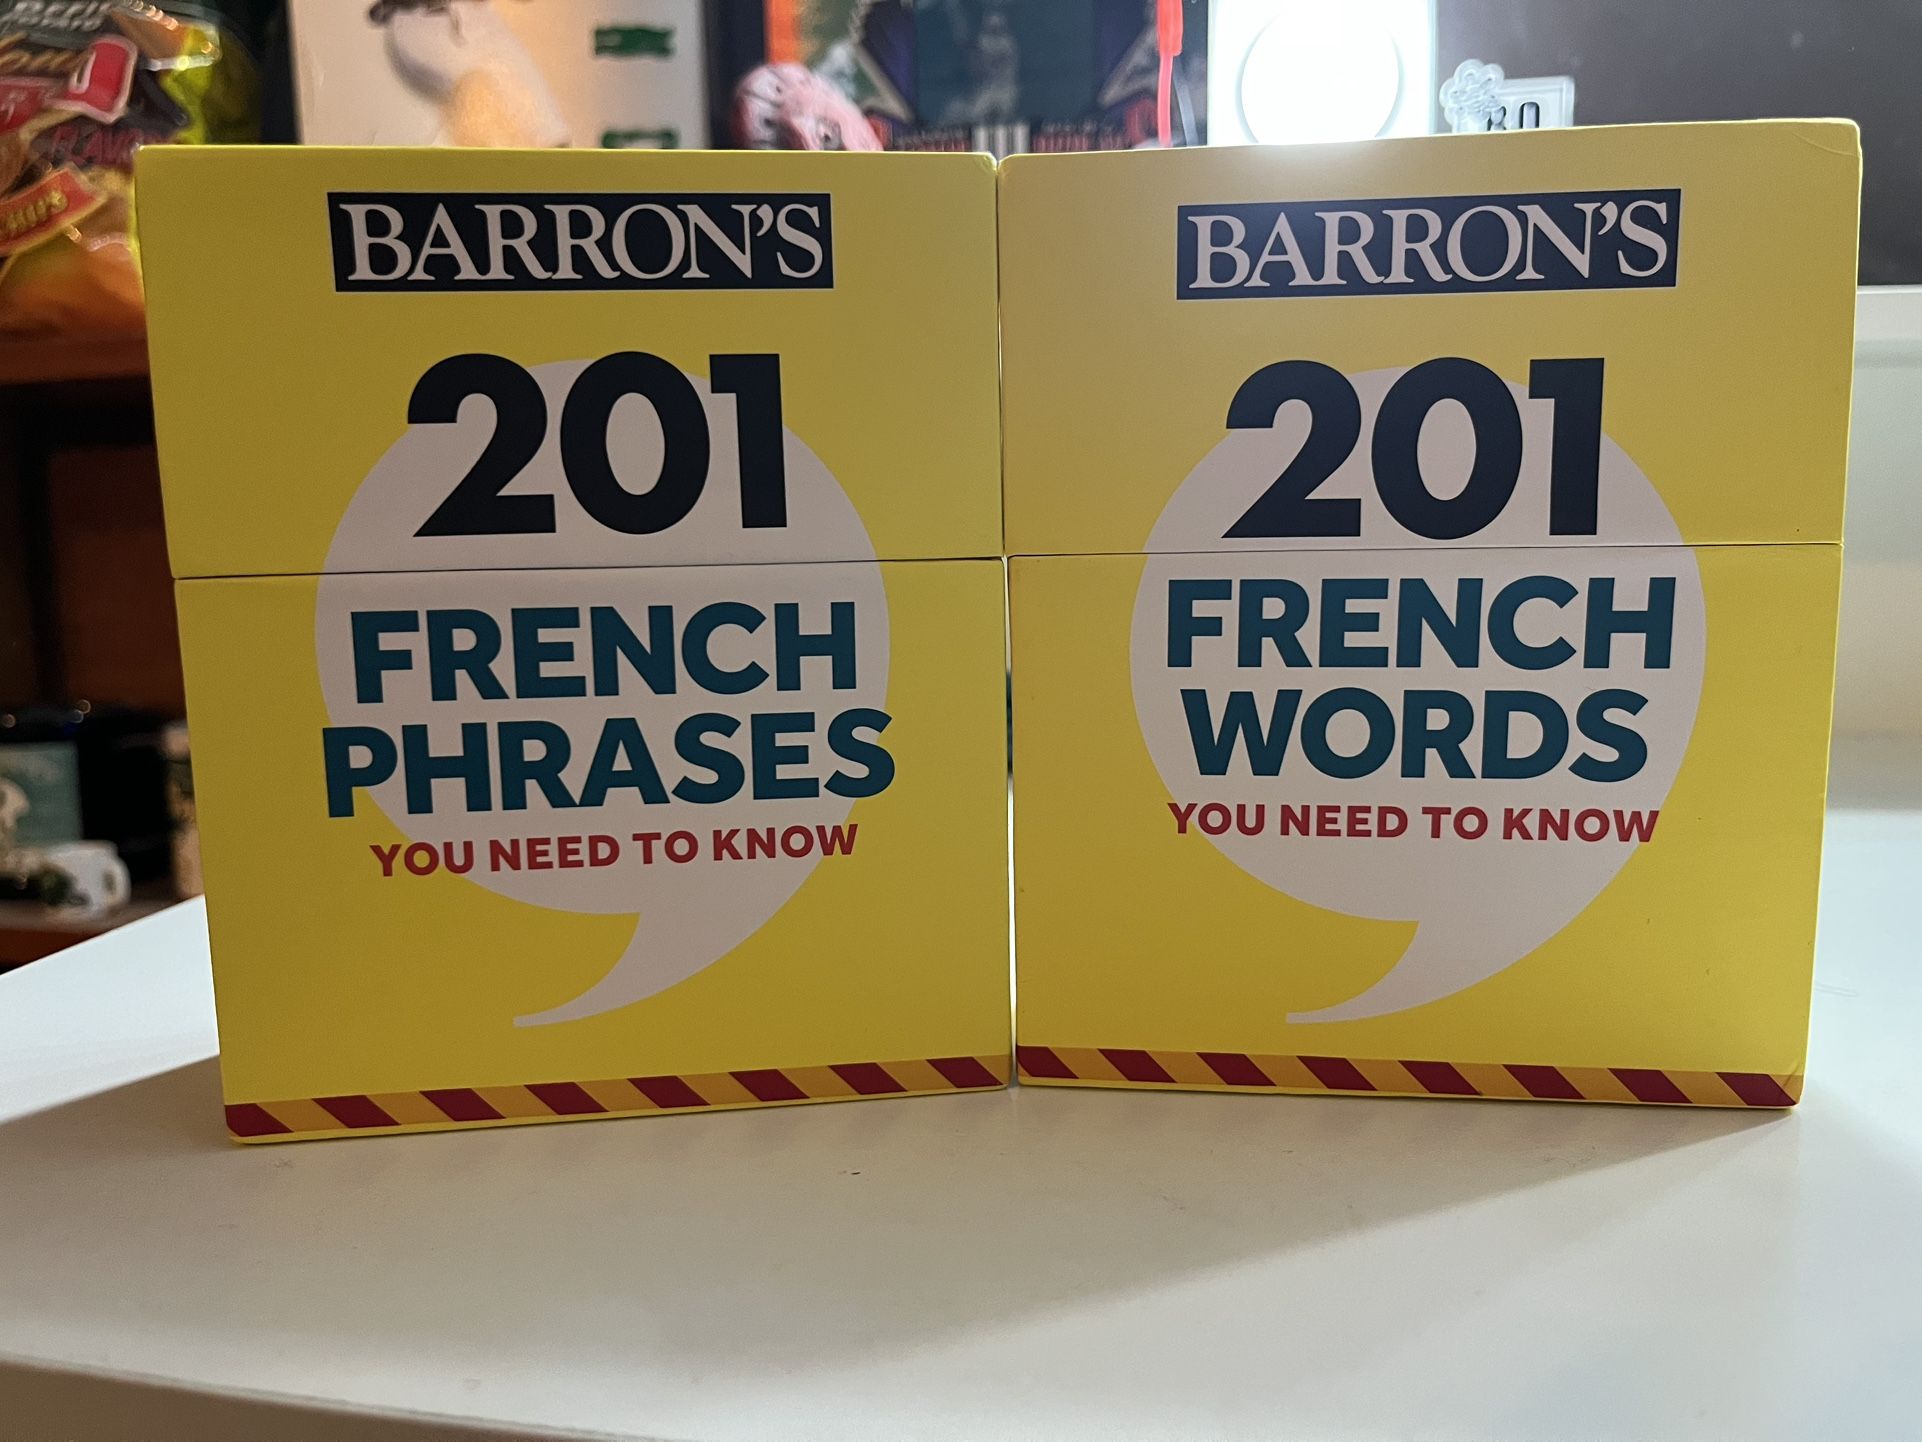 BARRON'S
201
FRENCH
PHRASES
YOU NEED TO KNOW
BARRON'S
201
FRENCH
WORDS
YOU NEED TO KNOW